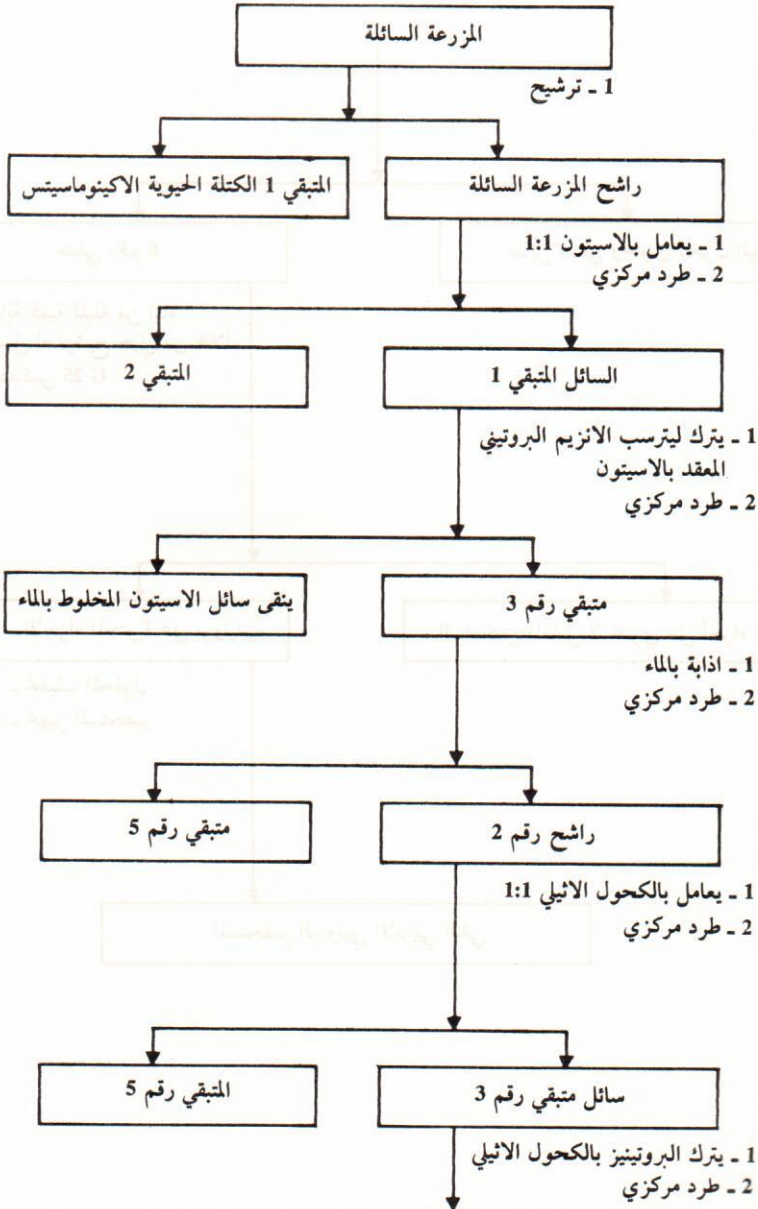 المزرعة السائلة
1 ـ ترشيح
راشح المزرعة السائلة
المتبقي 1 الكتلة الحيوية الاكينوماسيتس
1 ـ يعامل بالاسيتون 1:1
2 ـ طرد مركزي
السائل المتبقي 1
المتبقي 2
1 ـ يترك ليترسب الانزيم البروتيني
المعقد بالاسيتون
2 ـ طرد مركزي
متبقي رقم 3
ينقى سائل الاسيتون المخلوط بالماء
1 ـ اذابة بالماء
2 ـ طرد مركزي
راشح رقم 2
متبقي رقم 5
1 ـ يعامل بالكحول الاثيلي 1:1
2 ـ طرد مركزي
سائل متبقي رقم 3
المتبقي رقم 5
1 ـ يترك البروتينيز بالكحول الاثيلي
2 ـ طرد مركزي